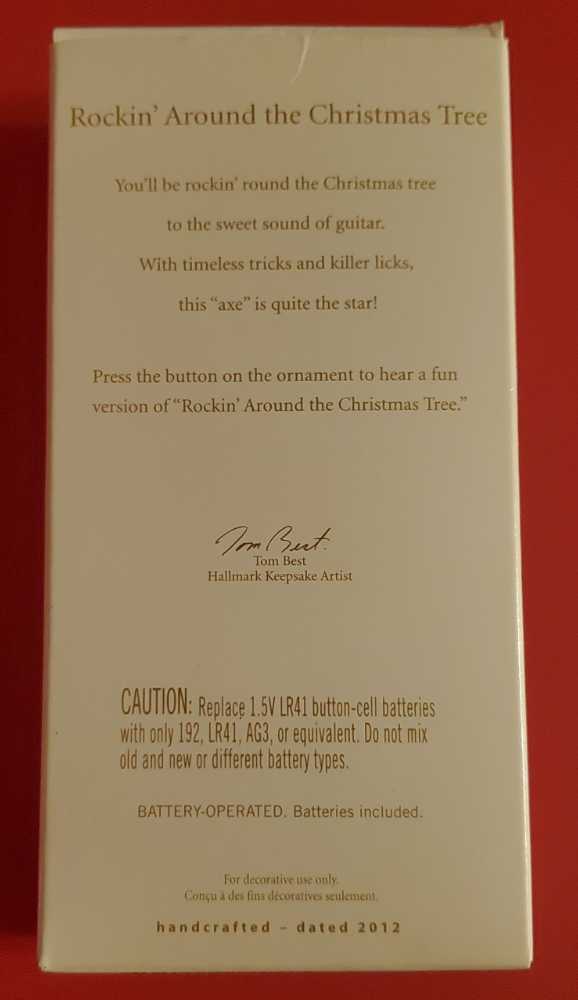 Rockin' Around the Christmas Tree
You'll be rockin' round the Christmas tree
to the sweet sound of guitar.
With timeless tricks and killer licks,
this “axe” is quite the star!
Press the button on the ornament to hear a fun
version of “Rockin' Around the Christmas Tree.”
Tom Best.
Tom Best
Hallmark Keepsake Artist
CAUTION: Replace 1.5V LR41 button-cell batteries
with only 192, LR41, AG3, or equivalent. Do not mix
old and new or different battery types.
BATTERY-OPERATED. Batteries included.
For decorative use only.
Conçu à des fins décoratives seulement.
handcrafted – dated 2012